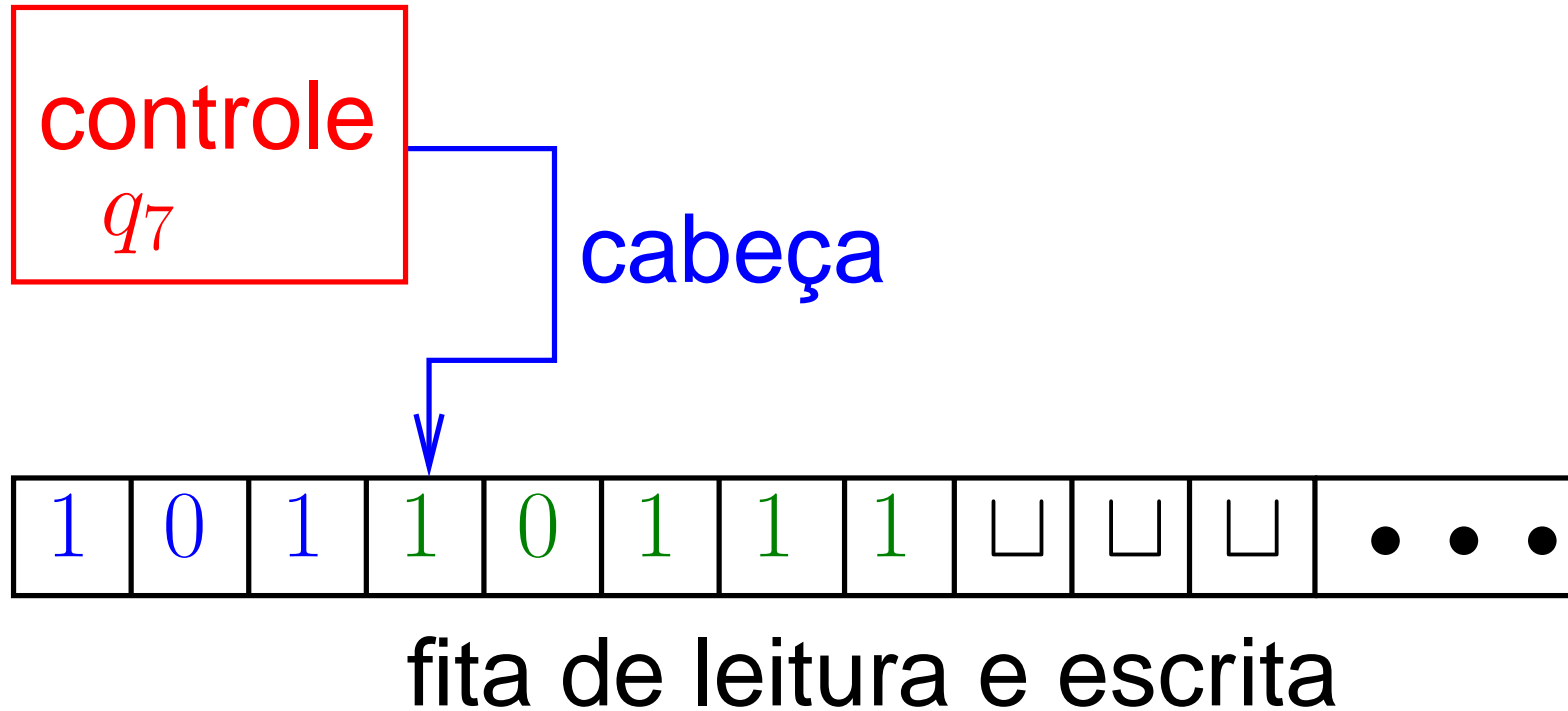 controle
q₇
cabeça
1 0 1 1 0 1 1 1 ⊔ ⊔ ⊔ • • •
fita de leitura e escrita